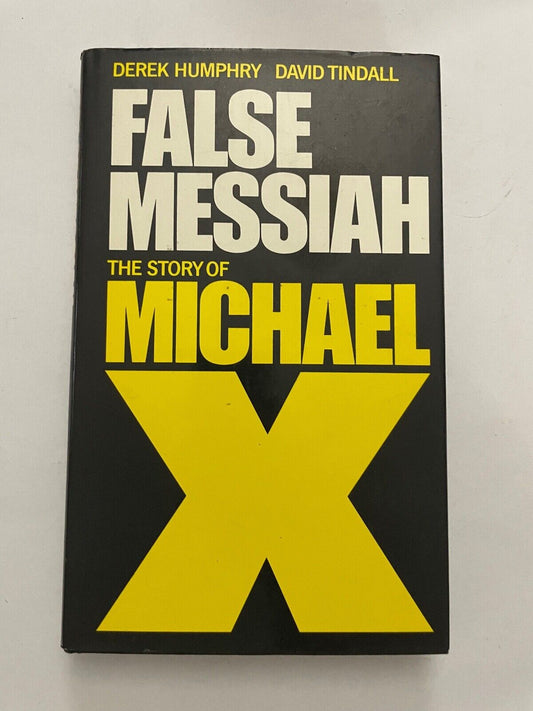 DEREK HUMPHRY DAVID TINDALL
FALSE
MESSIAH
THE STORY OF
MICHAEL
X